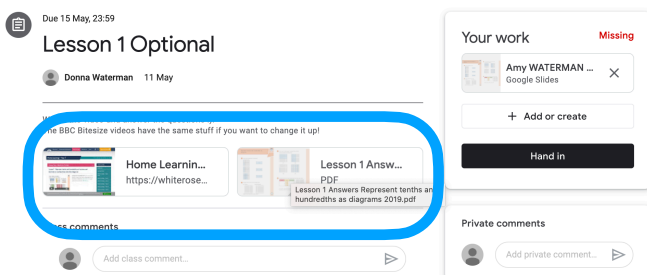 Due 15 May, 23:59
Lesson 1 Optional
Donna Waterman 11 May
The BBC Bitesize videos have the same stuff if you want to change it up!
Home Learnin...
https://whiterose...
Lesson 1 Answ...
PDF
Lesson 1 Answers Represent tenths an
hundredths as diagrams 2019.pdf
Class comments
Add class comment...
Your work Missing
Amy WATERMAN ...
Google Slides
+ Add or create
Hand in
Private comments
Add private comment...